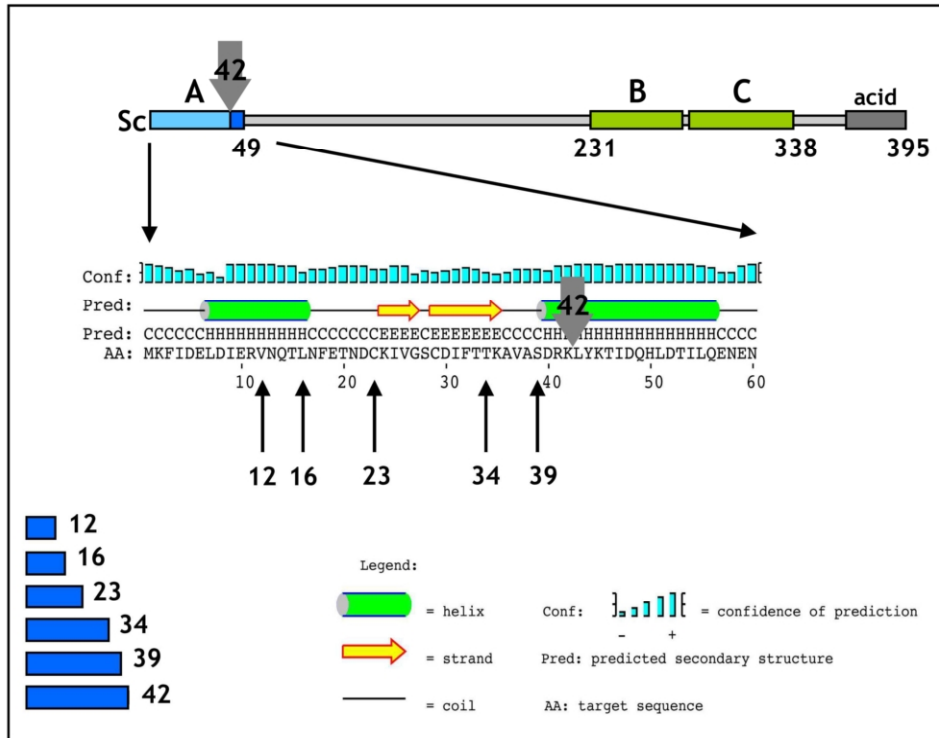 42
A
B
C
acid
Sc
49
231
338
395
Conf:
Pred:
42
Pred: CCCCCCHHHHHHHHHHCCCCCCCEEEECEEEEEEECCCCHHHHHHHHHHHHHHHHHCCCC
AA: MKFIDELDIERVNQTLNFETNDCKIVGSCDIFTTKAVASDRKLYKTIDQHLDTILQENEN
10 20 30 40 50 60
12 16 23 34 39
12
16
23
34
39
42
Legend:
= helix
= strand
= coil
Conf: = confidence of prediction
- +
Pred: predicted secondary structure
AA: target sequence